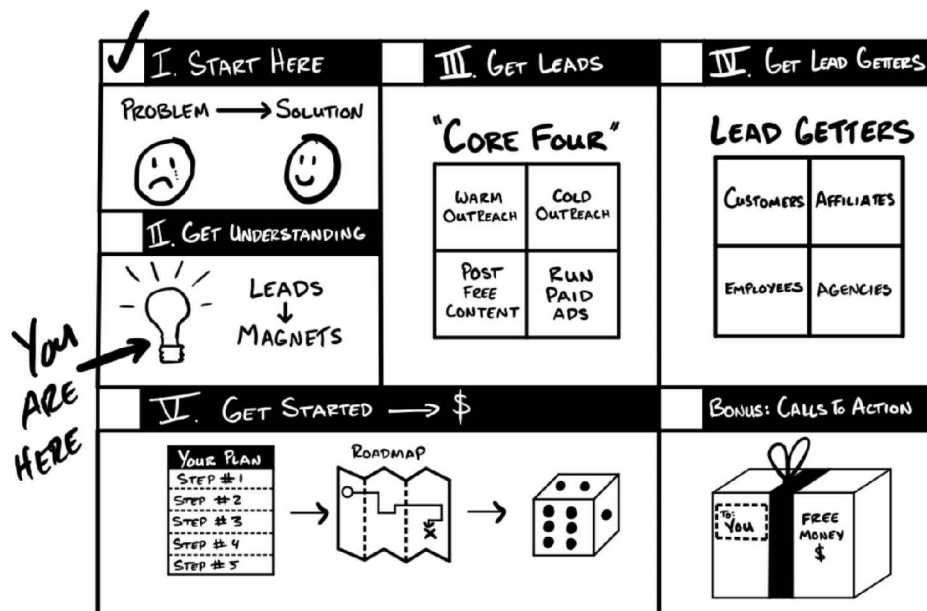 I. START HERE
PROBLEM → SOLUTION
II. GET UNDERSTANDING
LEADS
↓
MAGNETS
YOU
ARE
HERE
III. GET LEADS
"CORE FOUR"
WARM
OUTREACH
COLD
OUTREACH
POST
FREE
CONTENT
RUN
PAID
ADS
IV. GET LEAD GETTERS
LEAD GETTERS
CUSTOMERS
AFFILIATES
EMPLOYEES
AGENCIES
V. GET STARTED → $
YOUR PLAN
STEP #1
STEP #2
STEP #3
STEP #4
STEP #5
ROADMAP
X
BONUS: CALLS TO ACTION
TO:
YOU
FREE
MONEY
$